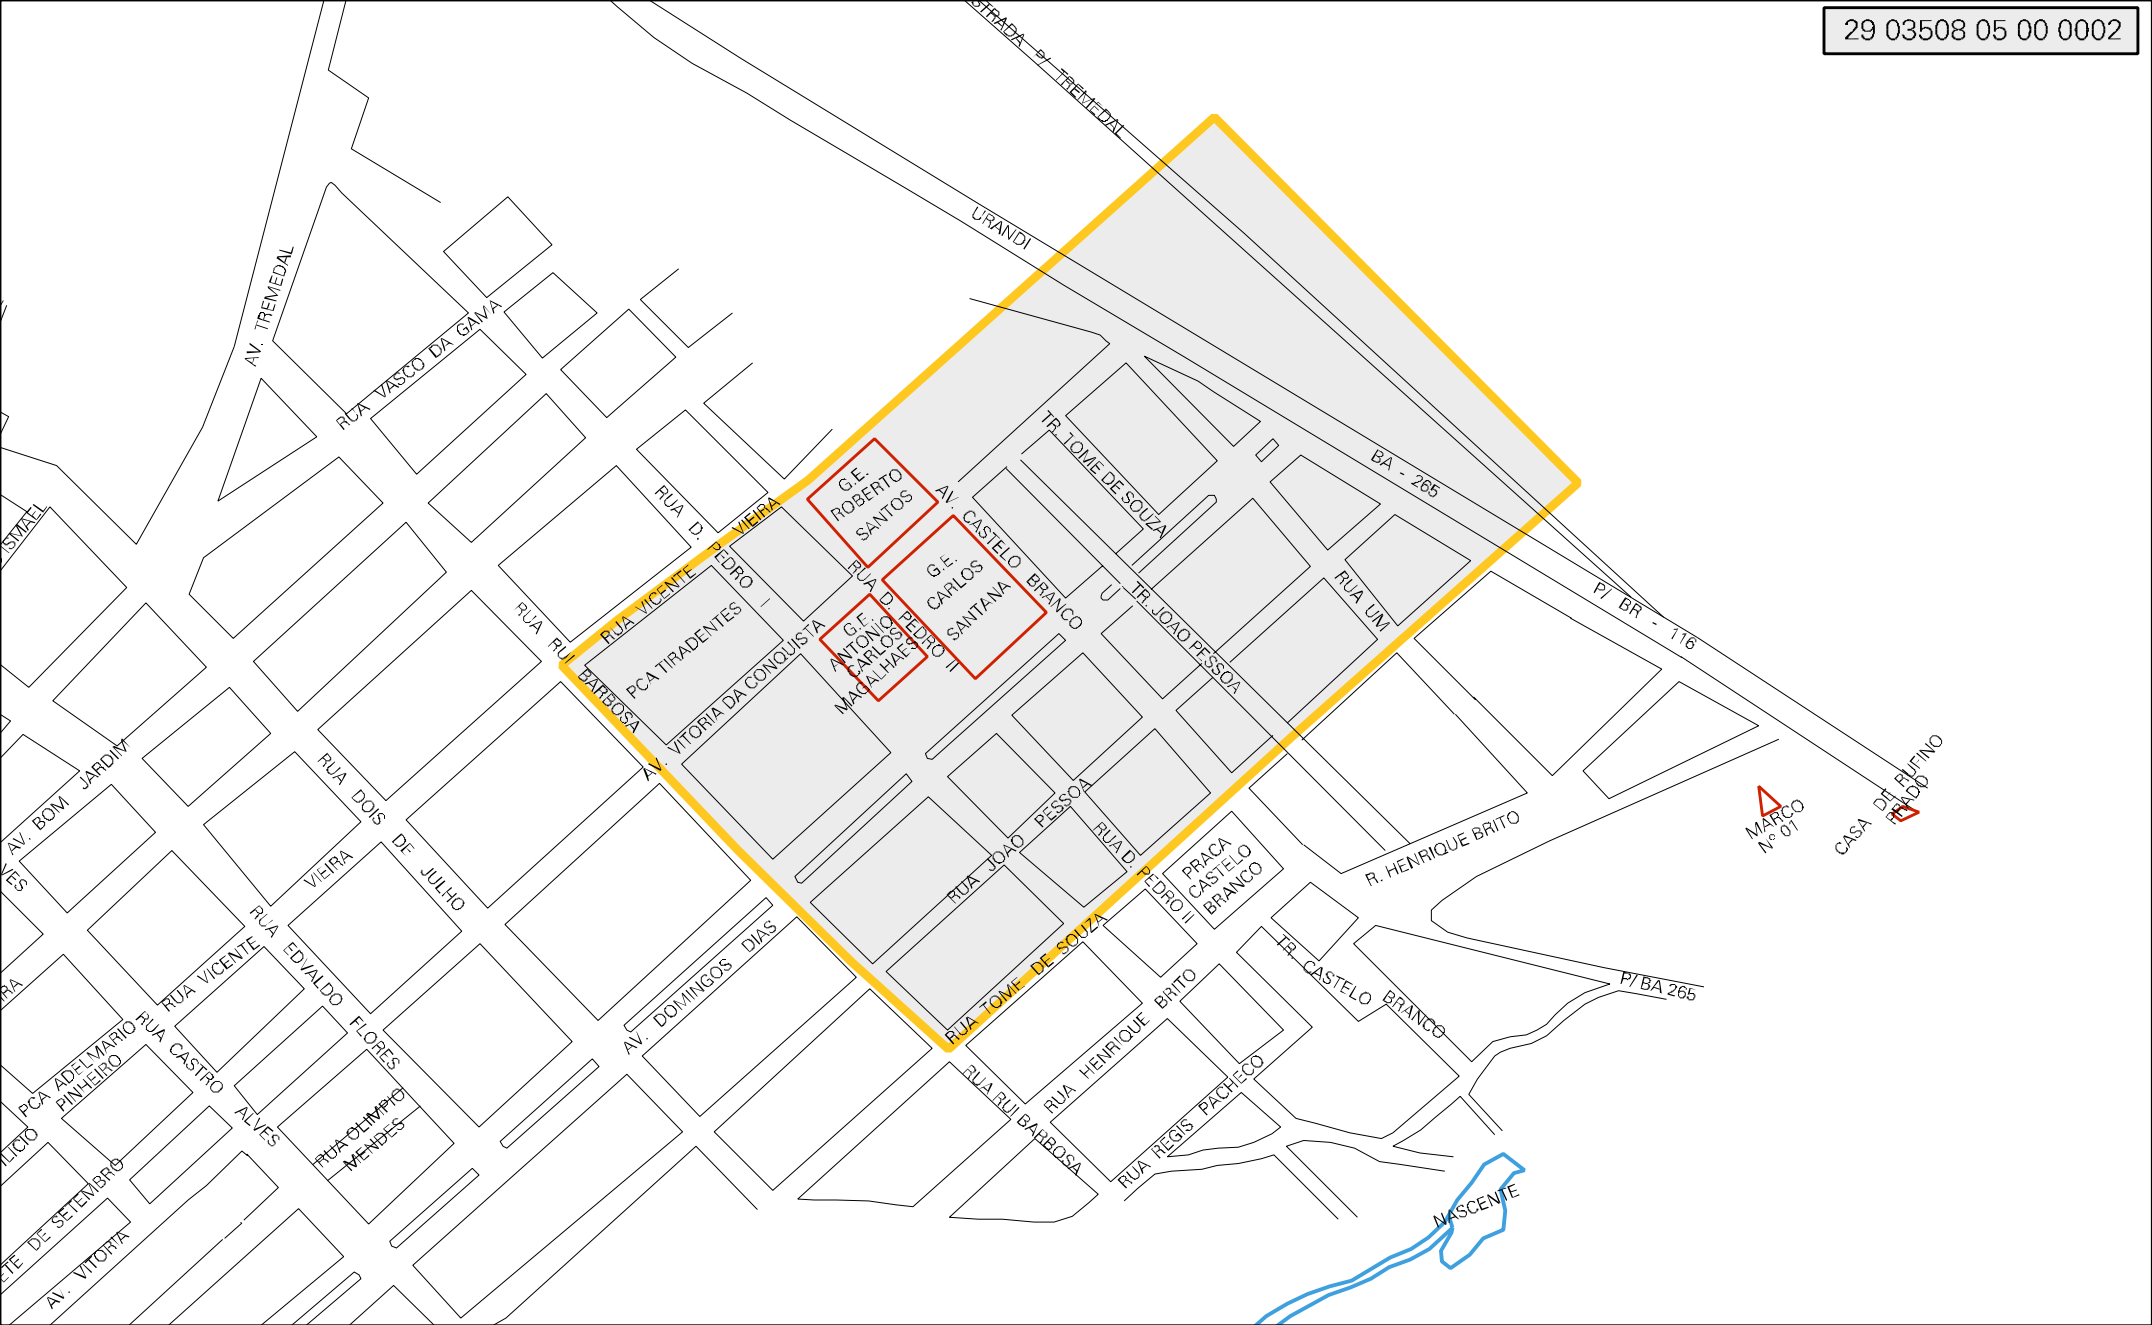 29 03508 05 00 0002
STRADA P/ TREMEDAL
URANDI
AV. TREMEDAL
RUA VASCO DA GAMA
BA - 265
P/ BR - 116
TR. TOME DE SOUZA
G.E.
ROBERTO
SANTOS
AV. CASTELO BRANCO
RUA D. PEDRO I
RUA VICENTE VIEIRA
RUA D. PEDRO II
G.E.
CARLOS
SANTANA
G.E.
ANTONIO
CARLOS
MAGALHAES
PCA TIRADENTES
AV. VITORIA DA CONQUISTA
TR. JOAO PESSOA
RUA UM
RUA RUI BARBOSA
ISMAEL
AV. BOM JARDIM
RUA DOIS DE JULHO
VIEIRA
RUA JOAO PESSOA
RUA D. PEDRO II
PRACA
CASTELO
BRANCO
R. HENRIQUE BRITO
MARCO
Nº 01
CASA DE RUFINO
PRADO
VES
RUA VICENTE
RUA EDVALDO FLORES
AV. DOMINGOS DIAS
RUA TOME DE SOUZA
TR. CASTELO BRANCO
P/ BA 265
IRA
PCA ADELMARIO
PINHEIRO
RUA CASTRO ALVES
RUA OLIMPIO
MENDES
RUA RUI BARBOSA
RUA HENRIQUE BRITO
RUA REGIS PACHECO
ILICIO
ETE DE SETEMBRO
AV. VITORIA
NASCENTE